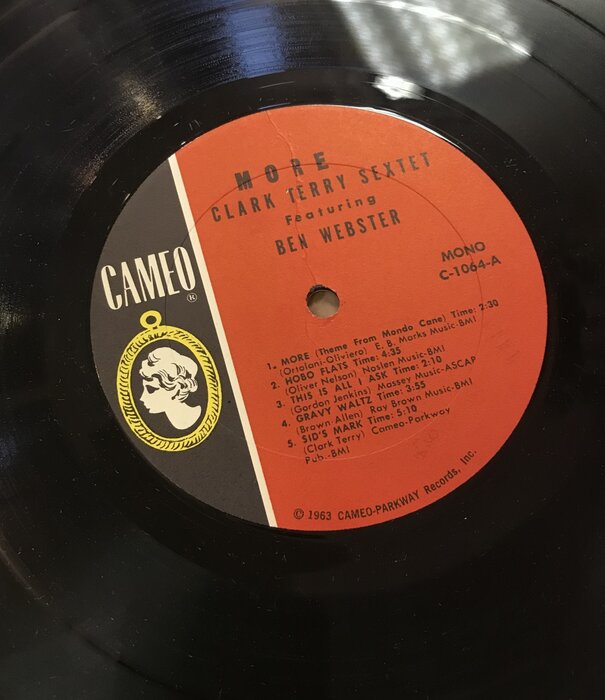 MORE
CLARK TERRY SEXTET
Featuring
BEN WEBSTER
CAMEO®
MONO
C-1064-A
1. MORE (Theme From Mondo Cane) Time: 2:30
(Ortolani-Oliviero) E. B. Marks Music-BMI
2. HOBO FLATS Time: 4:35
(Oliver Nelson) Noslen Music-BMI
3. THIS IS ALL I ASK Time: 2:10
(Gordon Jenkins) Massey Music-ASCAP
4. GRAVY WALTZ Time: 3:55
(Brown-Allen) Ray Brown Music-BMI
5. SID'S MARK Time: 5:10
(Clark Terry) Cameo-Parkway
Pub.-BMI
© 1963 CAMEO-PARKWAY Records, Inc.